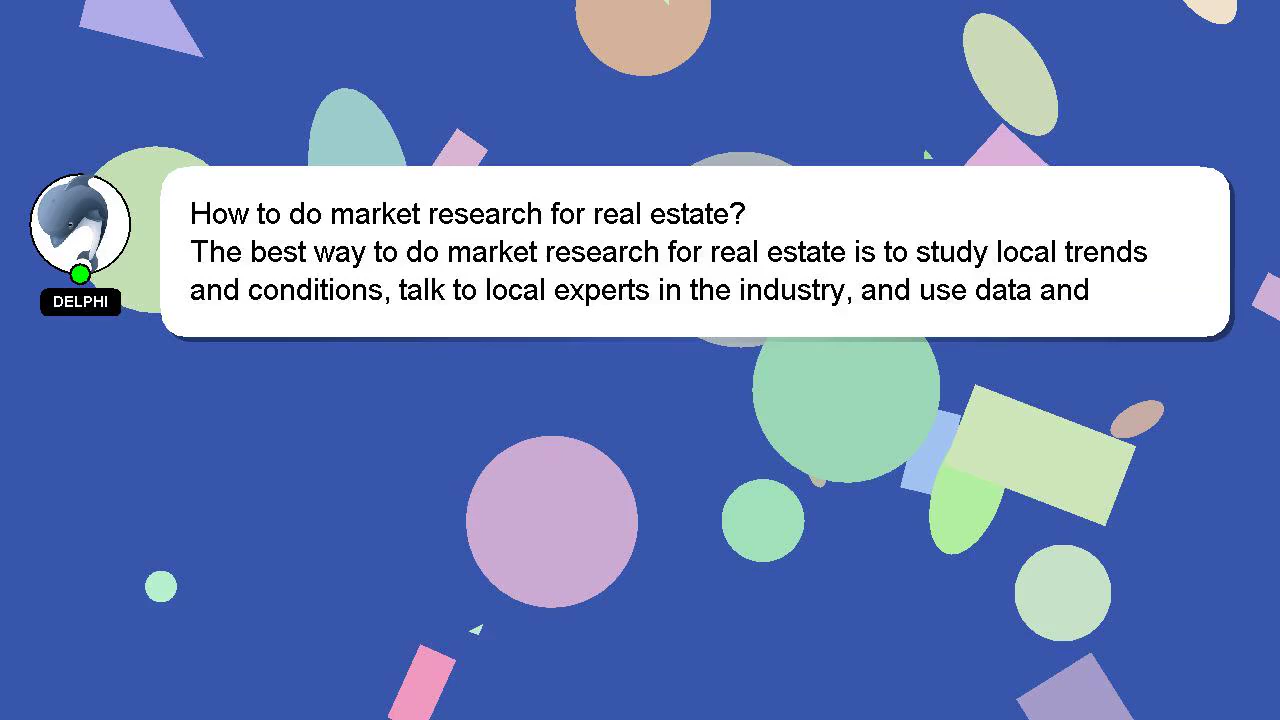 How to do market research for real estate?
The best way to do market research for real estate is to study local trends
and conditions, talk to local experts in the industry, and use data and
DELPHI